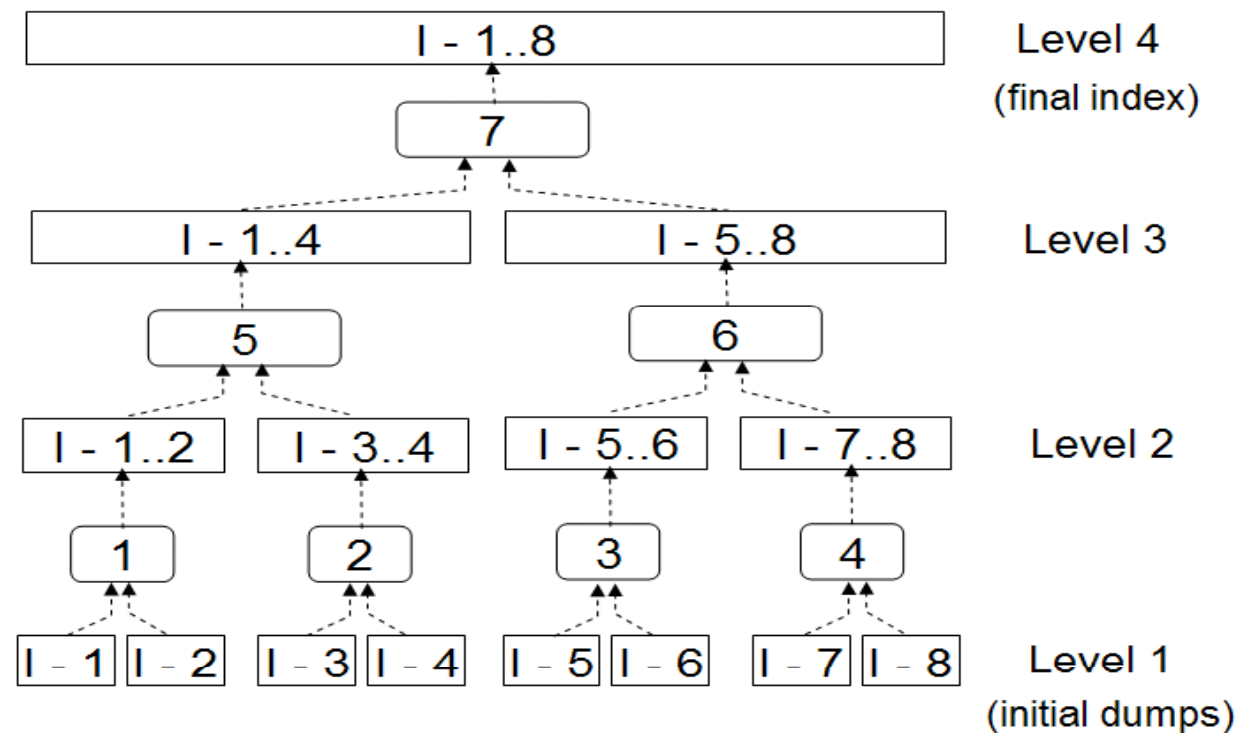 I - 1..8
Level 4
(final index)
7
I - 1..4
I - 5..8
Level 3
5
6
I - 1..2
I - 3..4
I - 5..6
I - 7..8
Level 2
1
2
3
4
I - 1
I - 2
I - 3
I - 4
I - 5
I - 6
I - 7
I - 8
Level 1
(initial dumps)